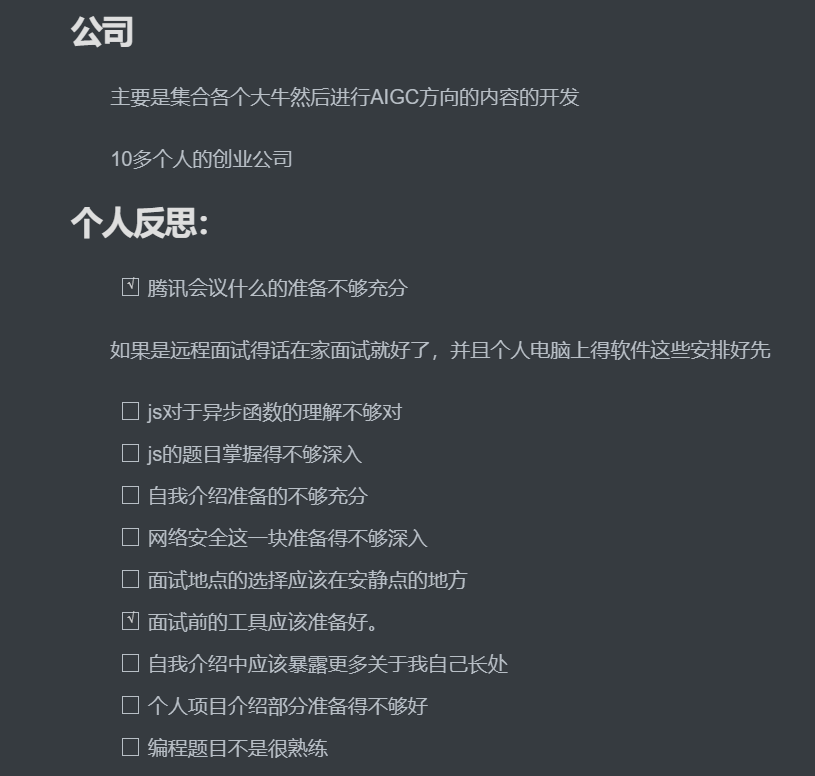 公司
主要是集合各个大牛然后进行AIGC方向的内容的开发
10多个人的创业公司
个人反思：
腾讯会议什么的准备不够充分
如果是远程面试得话在家面试就好了，并且个人电脑上得软件这些安排好先
js对于异步函数的理解不够对
js的题目掌握得不够深入
自我介绍准备的不够充分
网络安全这一块准备得不够深入
面试地点的选择应该在安静点的地方
面试前的工具应该准备好。
自我介绍中应该暴露更多关于我自己长处
个人项目介绍部分准备得不够好
编程题目不是很熟练